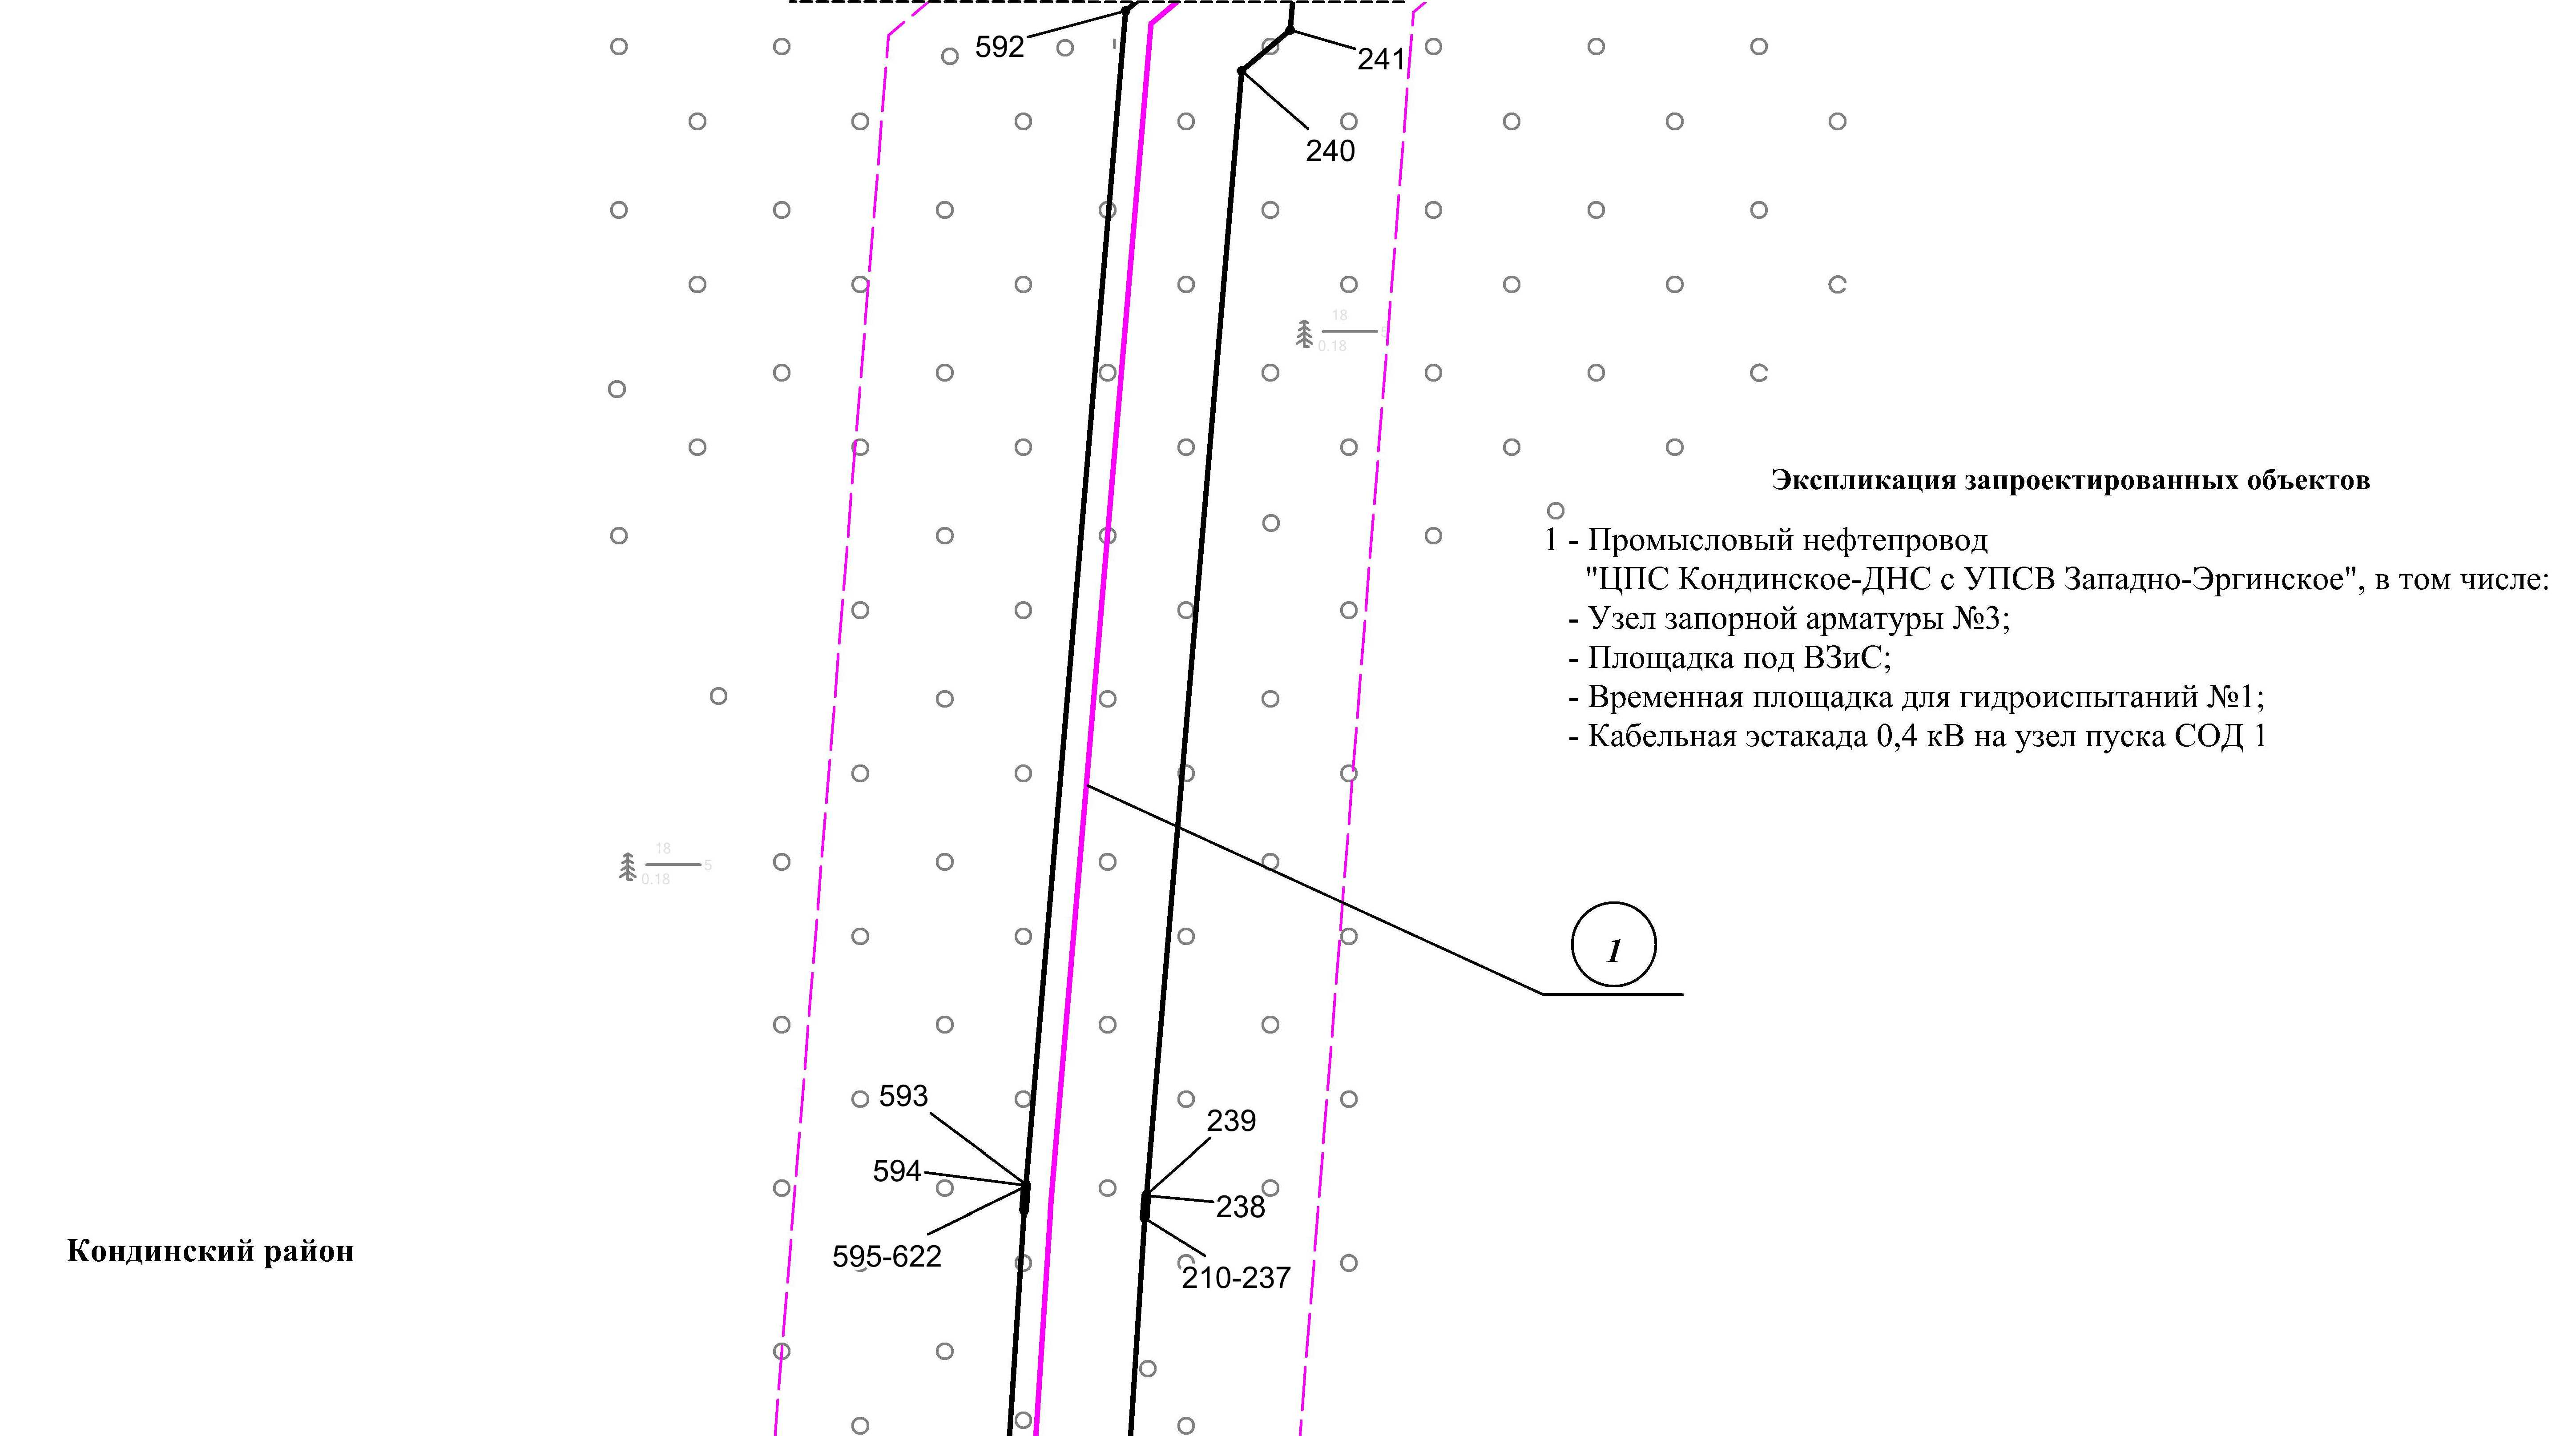 592
241
240
18
5
0.18
Экспликация запроектированных объектов
1 - Промысловый нефтепровод
"ЦПС Кондинское-ДНС с УПСВ Западно-Эргинское", в том числе:
- Узел запорной арматуры №3;
- Площадка под ВЗиС;
- Временная площадка для гидроиспытаний №1;
- Кабельная эстакада 0,4 кВ на узел пуска СОД 1
18
5
0.18
1
593
239
594
238
Кондинский район
595-622
210-237